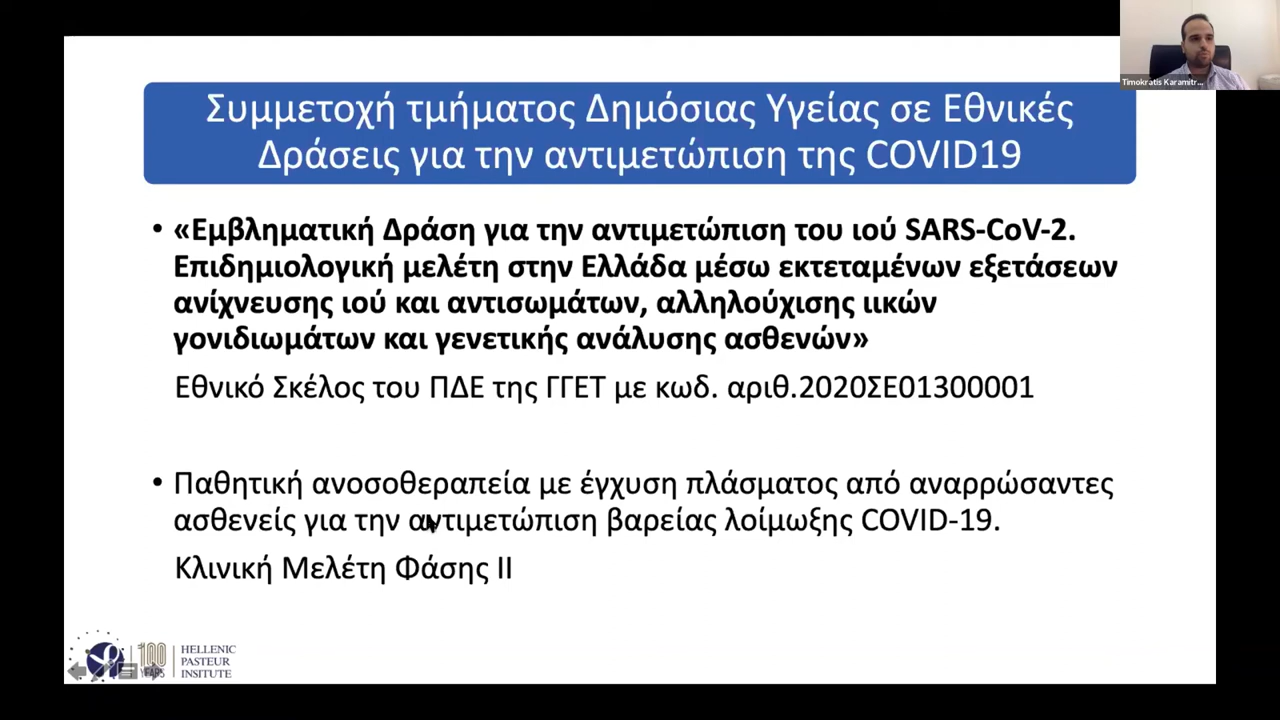 Timokratis Karamitr...
Συμμετοχή τμήματος Δημόσιας Υγείας σε Εθνικές
Δράσεις για την αντιμετώπιση της COVID19
• «Εμβληματική Δράση για την αντιμετώπιση του ιού SARS-CoV-2.
Επιδημιολογική μελέτη στην Ελλάδα μέσω εκτεταμένων εξετάσεων
ανίχνευσης ιού και αντισωμάτων, αλληλούχισης ιικών
γονιδιωμάτων και γενετικής ανάλυσης ασθενών»
Εθνικό Σκέλος του ΠΔΕ της ΓΓΕΤ με κωδ. αριθ.2020ΣΕ01300001
• Παθητική ανοσοθεραπεία με έγχυση πλάσματος από αναρρώσαντες
ασθενείς για την αντιμετώπιση βαρείας λοίμωξης COVID-19.
Κλινική Μελέτη Φάσης ΙΙ
100
YEARS
HELLENIC
PASTEUR
INSITUTE